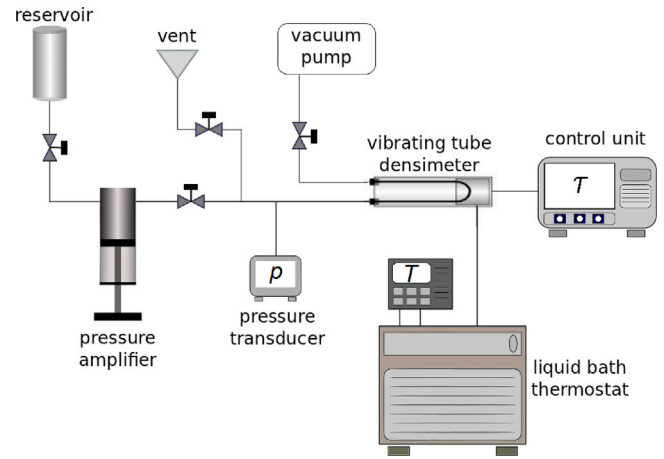 reservoir
vent
vacuum
pump
vibrating tube
densimeter
control unit
τ
p
T
pressure
amplifier
pressure
transducer
liquid bath
thermostat